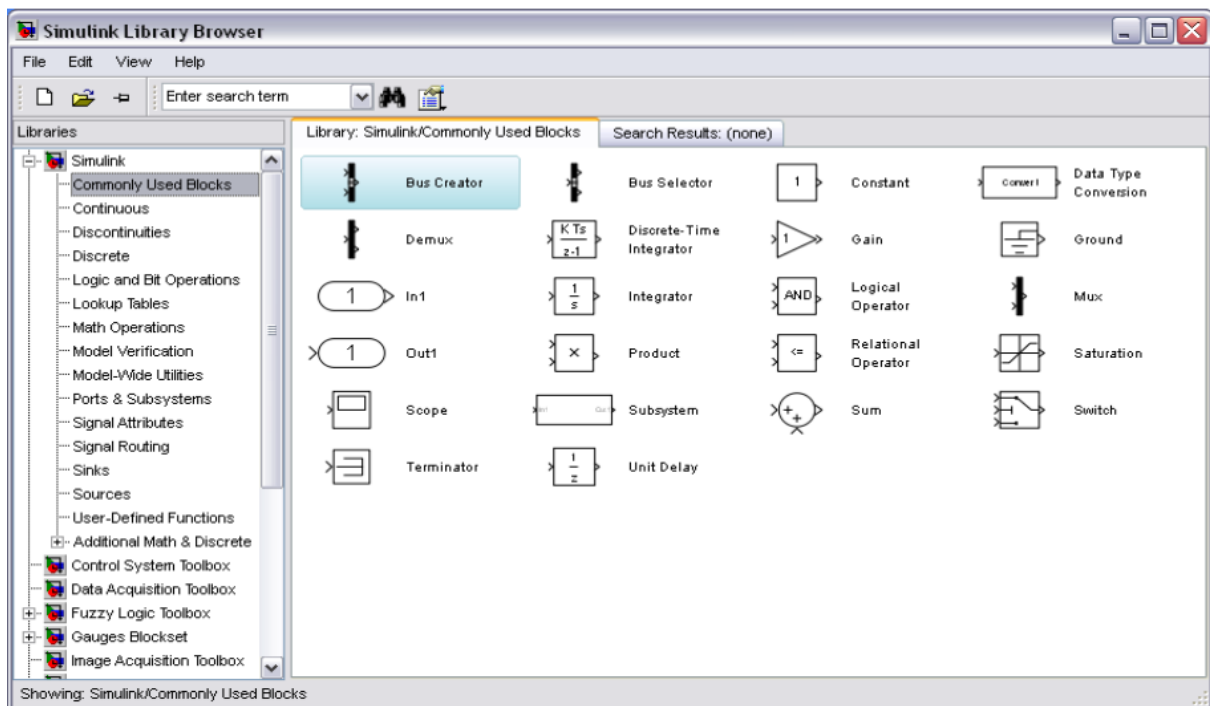 Simulink Library Browser
File Edit View Help
Enter search term
Libraries
Library: Simulink/Commonly Used Blocks
Search Results: (none)
Simulink
Commonly Used Blocks
Continuous
Discontinuities
Discrete
Logic and Bit Operations
Lookup Tables
Math Operations
Model Verification
Model-Wide Utilities
Ports & Subsystems
Signal Attributes
Signal Routing
Sinks
Sources
User-Defined Functions
Additional Math & Discrete
Control System Toolbox
Data Acquisition Toolbox
Fuzzy Logic Toolbox
Gauges Blockset
Image Acquisition Toolbox
Bus Creator
Bus Selector
1
Constant
Convert
Data Type
Conversion
Demux
K Ts
z-1
Discrete-Time
Integrator
1
Gain
Ground
1
In1
1
s
Integrator
AND
Logical
Operator
Mux
1
Out1
×
Product
<=
Relational
Operator
Saturation
Scope
Subsystem
+
+
Sum
Switch
Terminator
1
z
Unit Delay
Showing: Simulink/Commonly Used Blocks